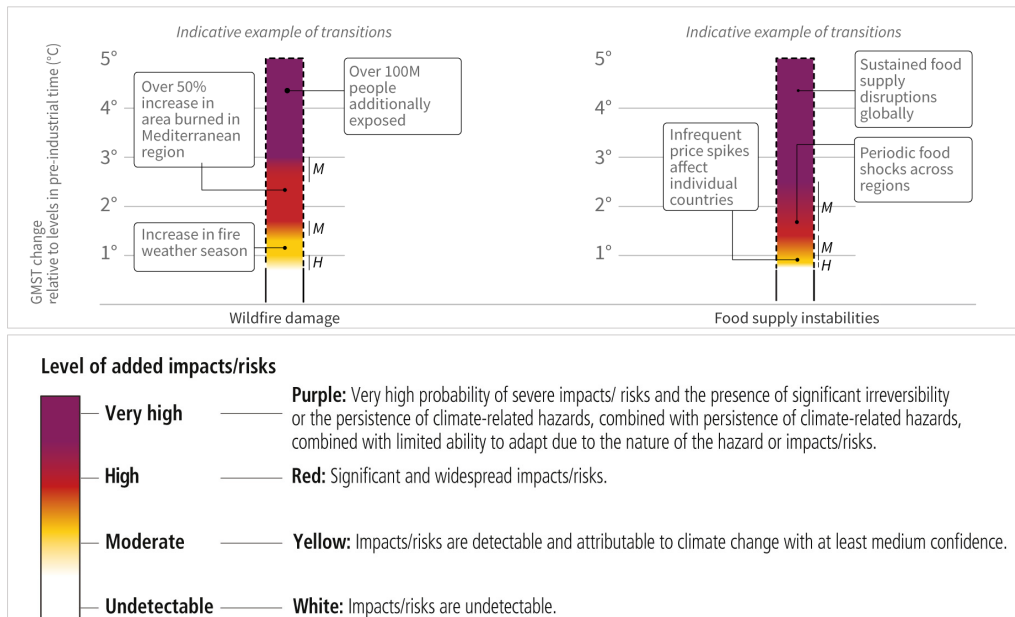 Indicative example of transitions
GMST change
relative to levels in pre-industrial time (°C)
5°
4°
3°
2°
1°
Over 50%
increase in
area burned in
Mediterranean
region
Increase in fire
weather season
Over 100M
people
additionally
exposed
M
M
H
Wildfire damage
Indicative example of transitions
5°
4°
3°
2°
1°
Infrequent
price spikes
affect
individual
countries
Sustained food
supply
disruptions
globally
Periodic food
shocks across
regions
M
M
H
Food supply instabilities
Level of added impacts/risks
Very high
Purple: Very high probability of severe impacts/ risks and the presence of significant irreversibility
or the persistence of climate-related hazards, combined with persistence of climate-related hazards,
combined with limited ability to adapt due to the nature of the hazard or impacts/risks.
High
Red: Significant and widespread impacts/risks.
Moderate
Yellow: Impacts/risks are detectable and attributable to climate change with at least medium confidence.
Undetectable
White: Impacts/risks are undetectable.